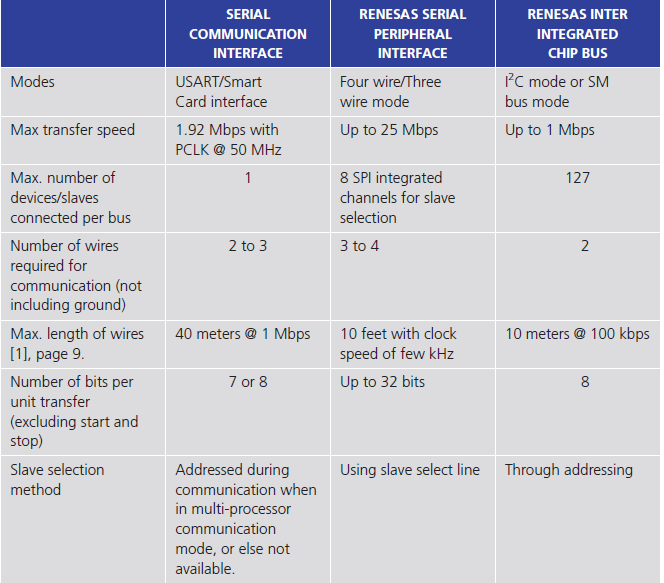 SERIAL
COMMUNICATION
INTERFACE
RENESAS SERIAL
PERIPHERAL
INTERFACE
RENESAS INTER
INTEGRATED
CHIP BUS
Modes
USART/Smart
Card interface
Four wire/Three
wire mode
I²C mode or SM
bus mode
Max transfer speed
1.92 Mbps with
PCLK @ 50 MHz
Up to 25 Mbps
Up to 1 Mbps
Max. number of
devices/slaves
connected per bus
1
8 SPI integrated
channels for slave
selection
127
Number of wires
required for
communication (not
including ground)
2 to 3
3 to 4
2
Max. length of wires
[1], page 9.
40 meters @ 1 Mbps
10 feet with clock
speed of few kHz
10 meters @ 100 kbps
Number of bits per
unit transfer
(excluding start and
stop)
7 or 8
Up to 32 bits
8
Slave selection
method
Addressed during
communication when
in multi-processor
communication
mode, or else not
available.
Using slave select line
Through addressing